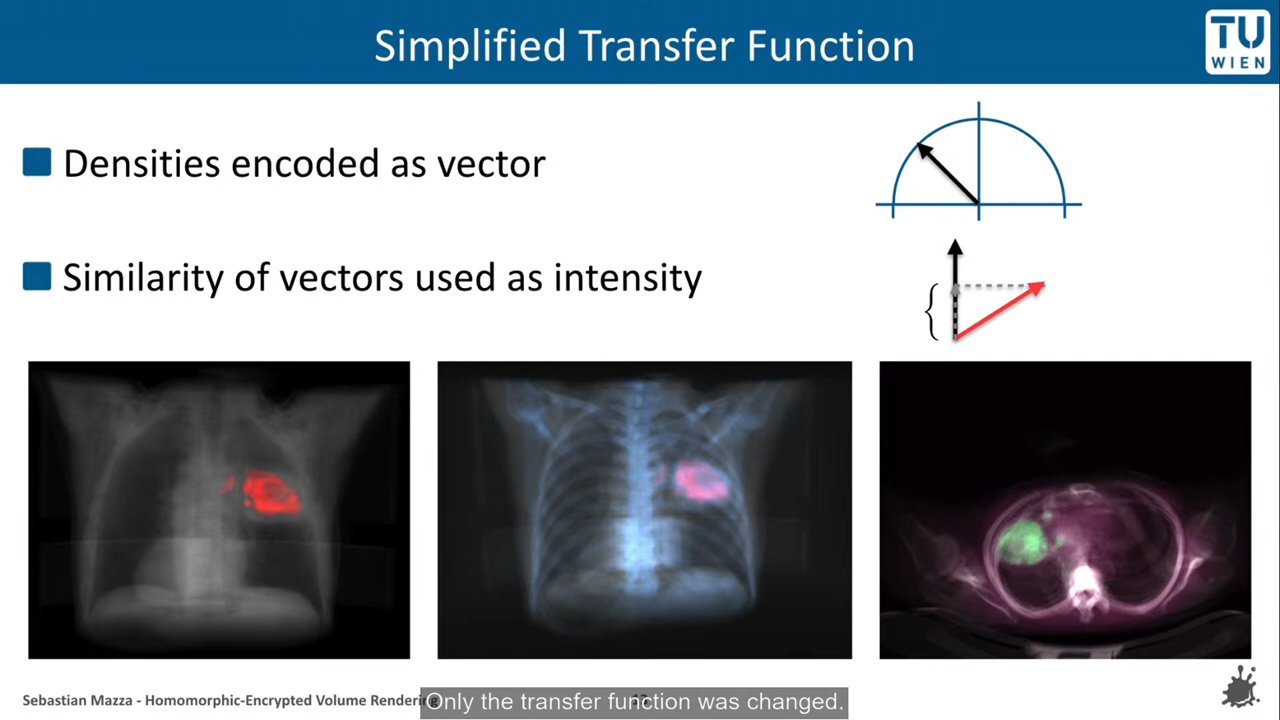 Simplified Transfer Function
TU
WIEN
Densities encoded as vector
Similarity of vectors used as intensity
Sebastian Mazza - Homomorphic-Encrypted Volume Rendering
Only the transfer function was changed.